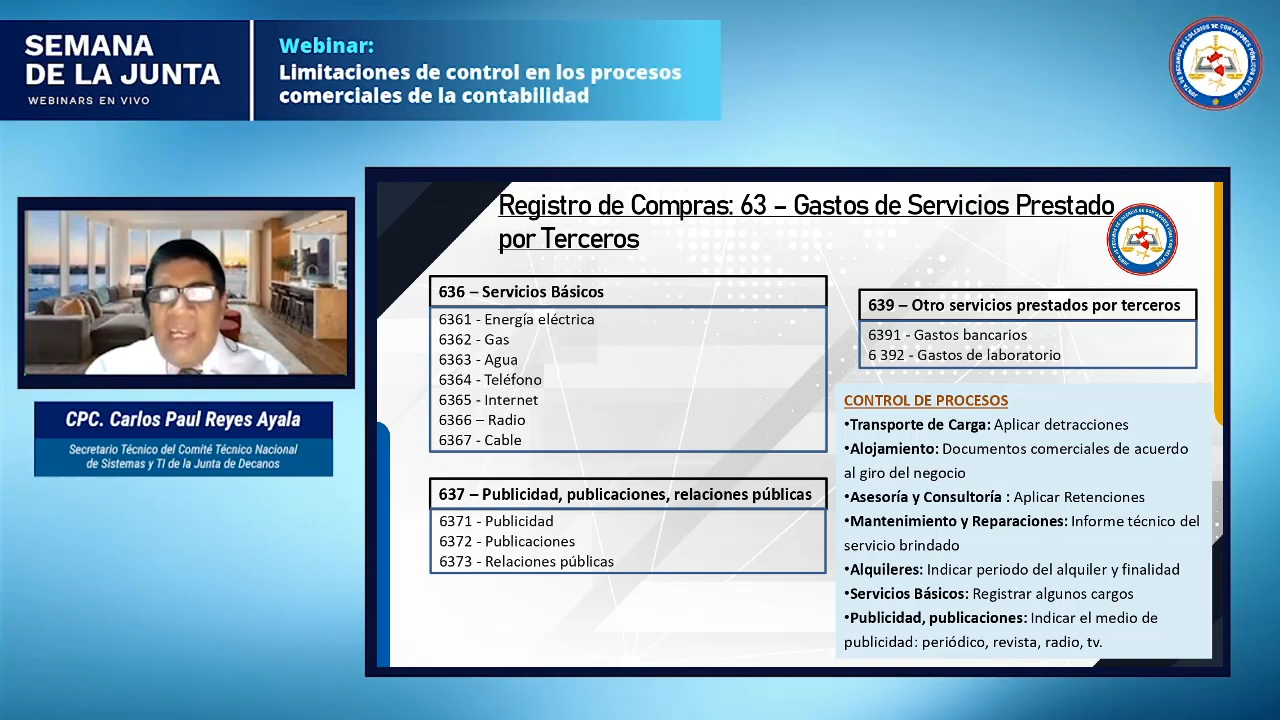 SEMANA
DE LA JUNTA
WEBINARS EN VIVO
Webinar:
Limitaciones de control en los procesos
comerciales de la contabilidad
CPC. Carlos Paul Reyes Ayala
Secretario Técnico del Comité Técnico Nacional
de Sistemas y TI de la Junta de Decanos
Registro de Compras: 63 – Gastos de Servicios Prestado
por Terceros
636 – Servicios Básicos
6361 - Energía eléctrica
6362 - Gas
6363 - Agua
6364 - Teléfono
6365 - Internet
6366 – Radio
6367 - Cable
637 – Publicidad, publicaciones, relaciones públicas
6371 - Publicidad
6372 - Publicaciones
6373 - Relaciones públicas
639 – Otro servicios prestados por terceros
6391 - Gastos bancarios
6 392 - Gastos de laboratorio
CONTROL DE PROCESOS
•Transporte de Carga: Aplicar detracciones
•Alojamiento: Documentos comerciales de acuerdo
al giro del negocio
•Asesoría y Consultoría : Aplicar Retenciones
•Mantenimiento y Reparaciones: Informe técnico del
servicio brindado
•Alquileres: Indicar periodo del alquiler y finalidad
•Servicios Básicos: Registrar algunos cargos
•Publicidad, publicaciones: Indicar el medio de
publicidad: periódico, revista, radio, tv.